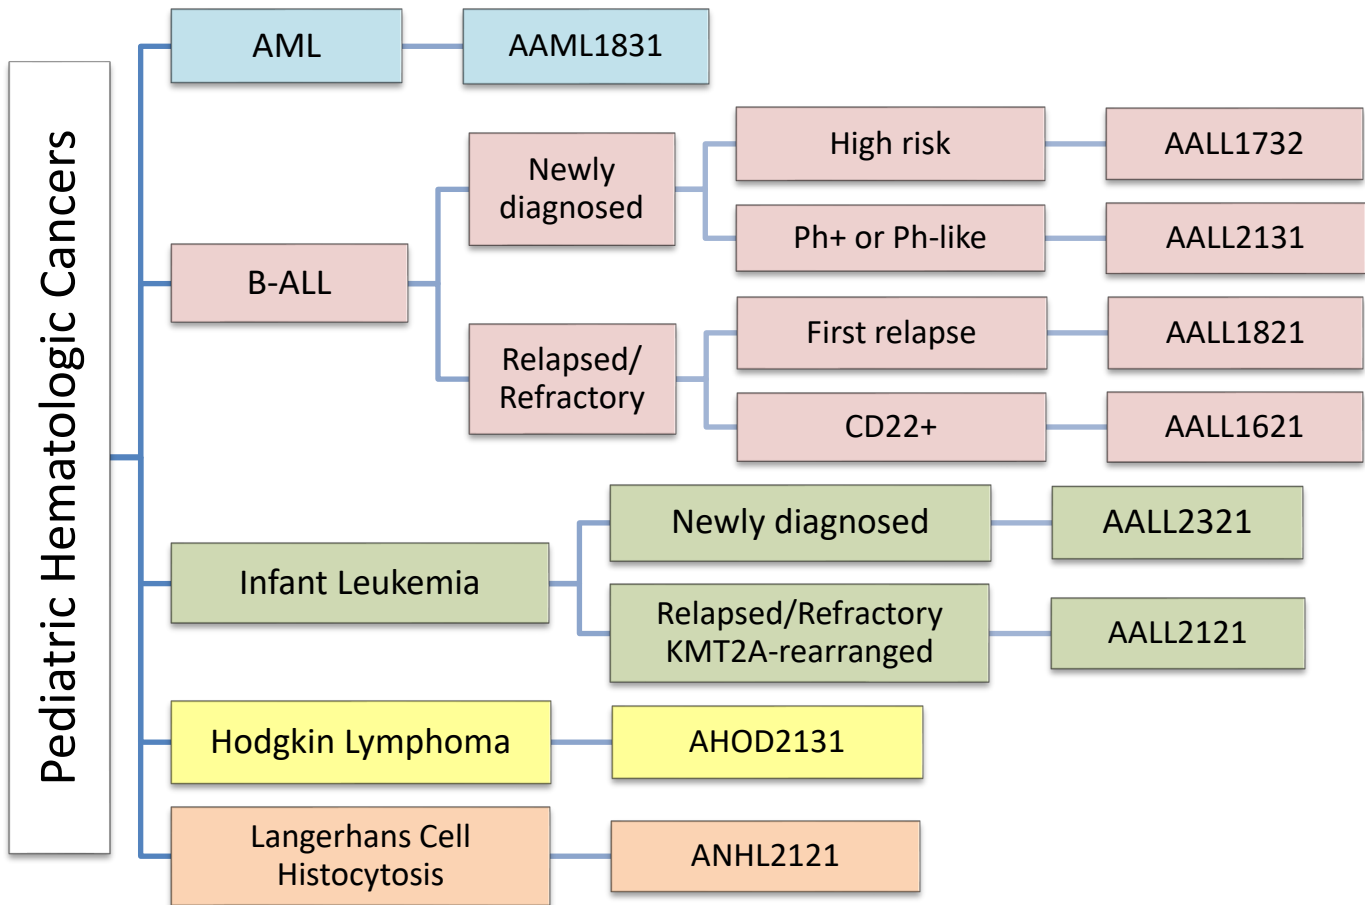 Pediatric Hematologic Cancers
AML
AAML1831
B-ALL
Newly
diagnosed
High risk
AALL1732
Ph+ or Ph-like
AALL2131
Relapsed/
Refractory
First relapse
AALL1821
CD22+
AALL1621
Infant Leukemia
Newly diagnosed
AALL2321
Relapsed/Refractory
KMT2A-rearranged
AALL2121
Hodgkin Lymphoma
AHOD2131
Langerhans Cell
Histocytosis
ANHL2121